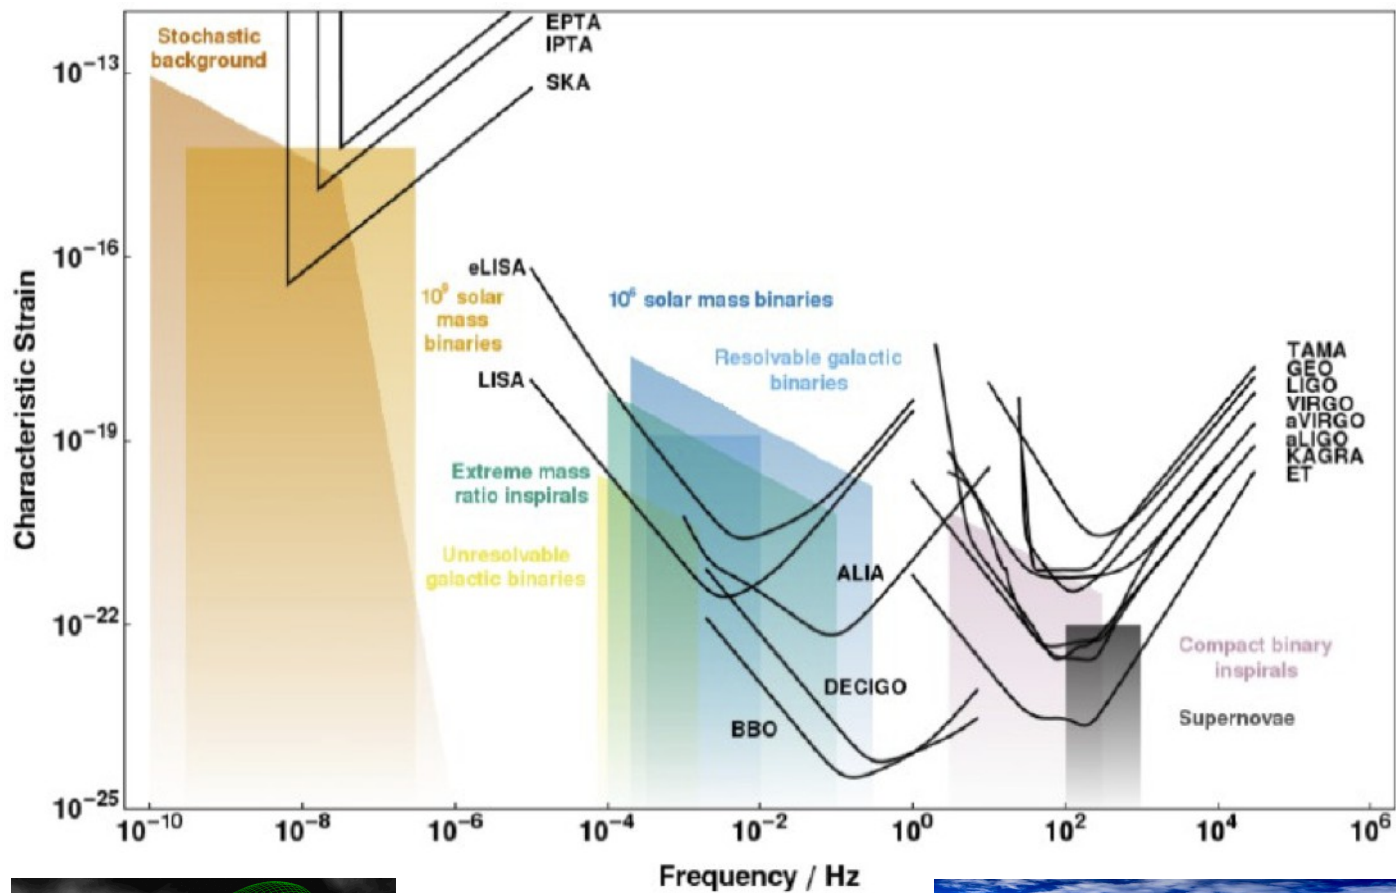 Stochastic
background
EPTA
IPTA
SKA
10⁻¹³
10⁻¹⁶
10⁻¹⁹
10⁻²²
10⁻²⁵
Characteristic Strain
eLISA
10⁹ solar
mass
binaries
LISA
10⁶ solar mass binaries
Resolvable galactic
binaries
Extreme mass
ratio inspirals
Unresolvable
galactic binaries
ALIA
DECIGO
BBO
TAMA
GEO
LIGO
VIRGO
aVIRGO
aLIGO
KAGRA
ET
Compact binary
inspirals
Supernovae
10⁻¹⁰
10⁻⁸
10⁻⁶
10⁻⁴
10⁻²
10⁰
10²
10⁴
10⁶
Frequency / Hz